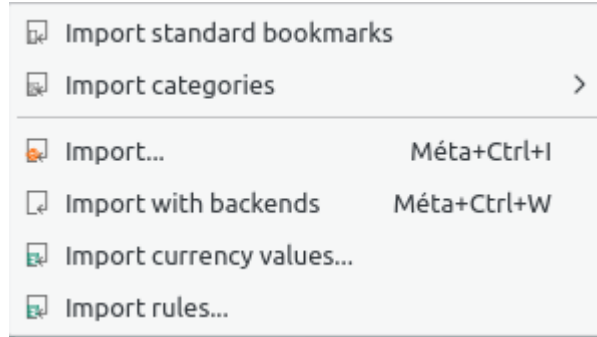 Import standard bookmarks
Import categories
Import... Méta+Ctrl+I
Import with backends Méta+Ctrl+W
Import currency values...
Import rules...